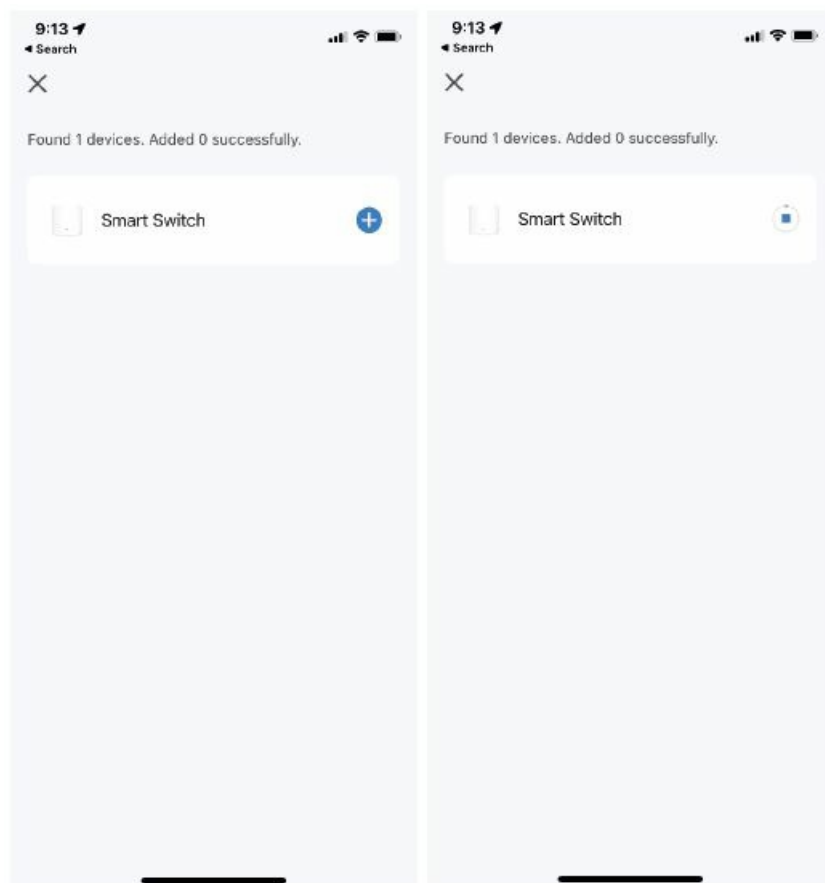 9:13
Search
Found 1 devices. Added 0 successfully.
Smart Switch
9:13
Search
Found 1 devices. Added 0 successfully.
Smart Switch